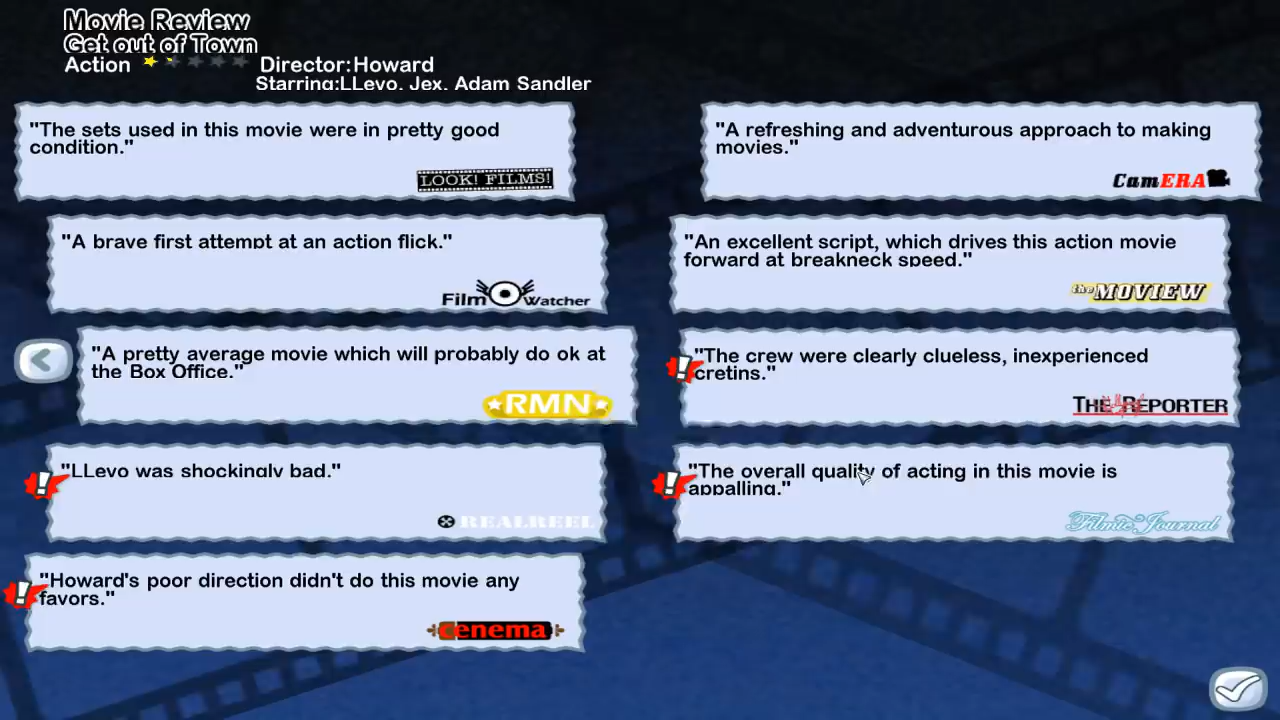 Movie Review
Get out of Town
Action Director:Howard
Starring:LLevo, Jex, Adam Sandler
"The sets used in this movie were in pretty good
condition."
LOOK! FILMS!
"A refreshing and adventurous approach to making
movies."
CamERA
"A brave first attempt at an action flick."
Film Watcher
"An excellent script, which drives this action movie
forward at breakneck speed."
the MOVIEW
"A pretty average movie which will probably do ok at
the Box Office."
RMN
"The crew were clearly clueless, inexperienced
cretins."
THE REPORTER
"LLevo was shockingly bad."
REALREEL
"The overall quality of acting in this movie is
appalling."
Filmic Journal
"Howard's poor direction didn't do this movie any
favors."
cenema